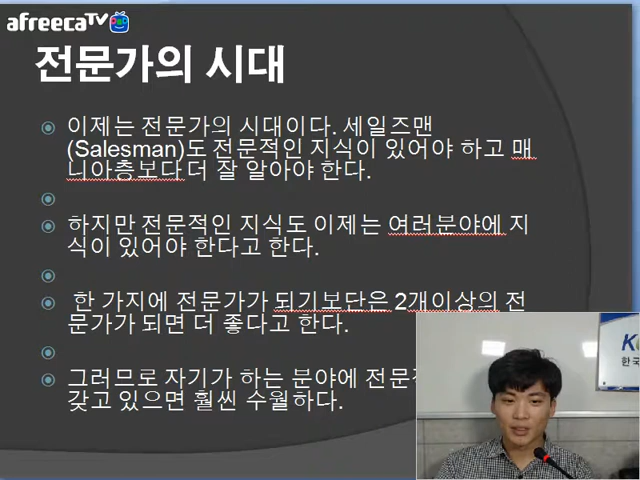 afreecaTV
전문가의 시대
이제는 전문가의 시대이다. 세일즈맨
(Salesman)도 전문적인 지식이 있어야 하고 매
니아층보다 더 잘 알아야 한다.
하지만 전문적인 지식도 이제는 여러분야에 지
식이 있어야 한다고 한다.
한 가지에 전문가가 되기보단은 2개이상의 전
문가가 되면 더 좋다고 한다.
그러므로 자기가 하는 분야에 전문
갖고 있으면 훨씬 수월하다.
한국